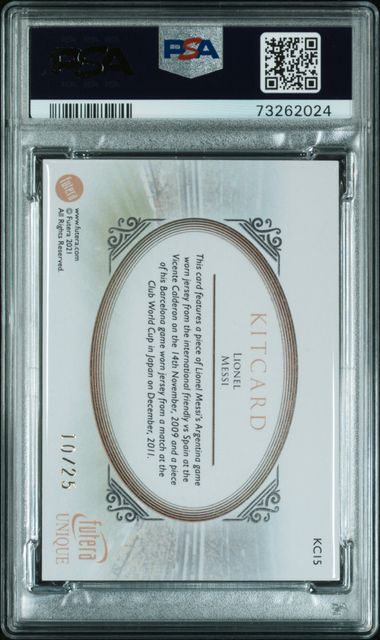 PSA
PSA
73262024
KC15
KITCARD
LIONEL
MESSI
This card features a piece of Lionel Messi's Argentina game
worn jersey from the international friendly vs Spain at the
Vicente Calderon on the 14th November, 2009 and a piece
of his Barcelona game worn jersey from a match at the
Club World Cup in Japan on December, 2011.
futera
www.futera.com
© Futera 2021
All Rights Reserved.
10/25
futera
UNIQUE